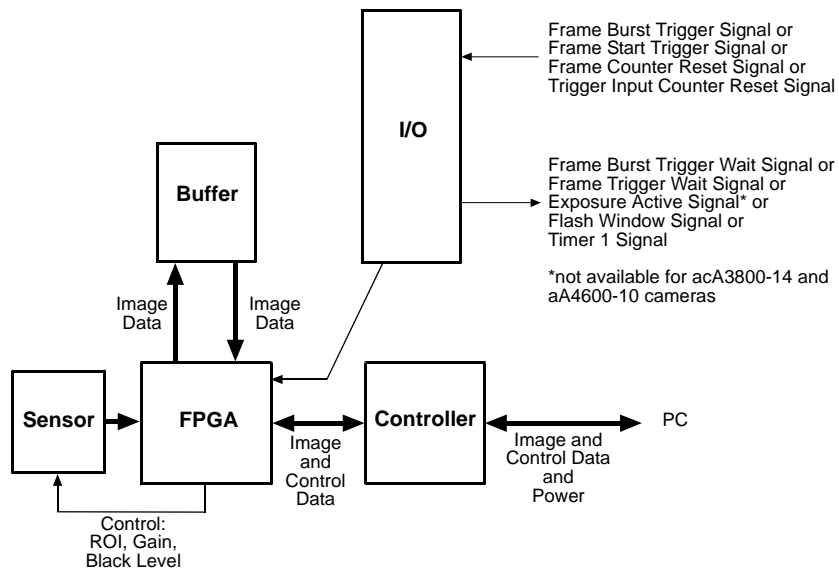 Frame Burst Trigger Signal or
Frame Start Trigger Signal or
Frame Counter Reset Signal or
Trigger Input Counter Reset Signal
I/O
Frame Burst Trigger Wait Signal or
Frame Trigger Wait Signal or
Exposure Active Signal* or
Flash Window Signal or
Timer 1 Signal
*not available for acA3800-14 and
aA4600-10 cameras
Buffer
Image
Data
Image
Data
Sensor
FPGA
Controller
PC
Image
and
Control
Data
Image and
Control Data
and
Power
Control:
ROI, Gain,
Black Level